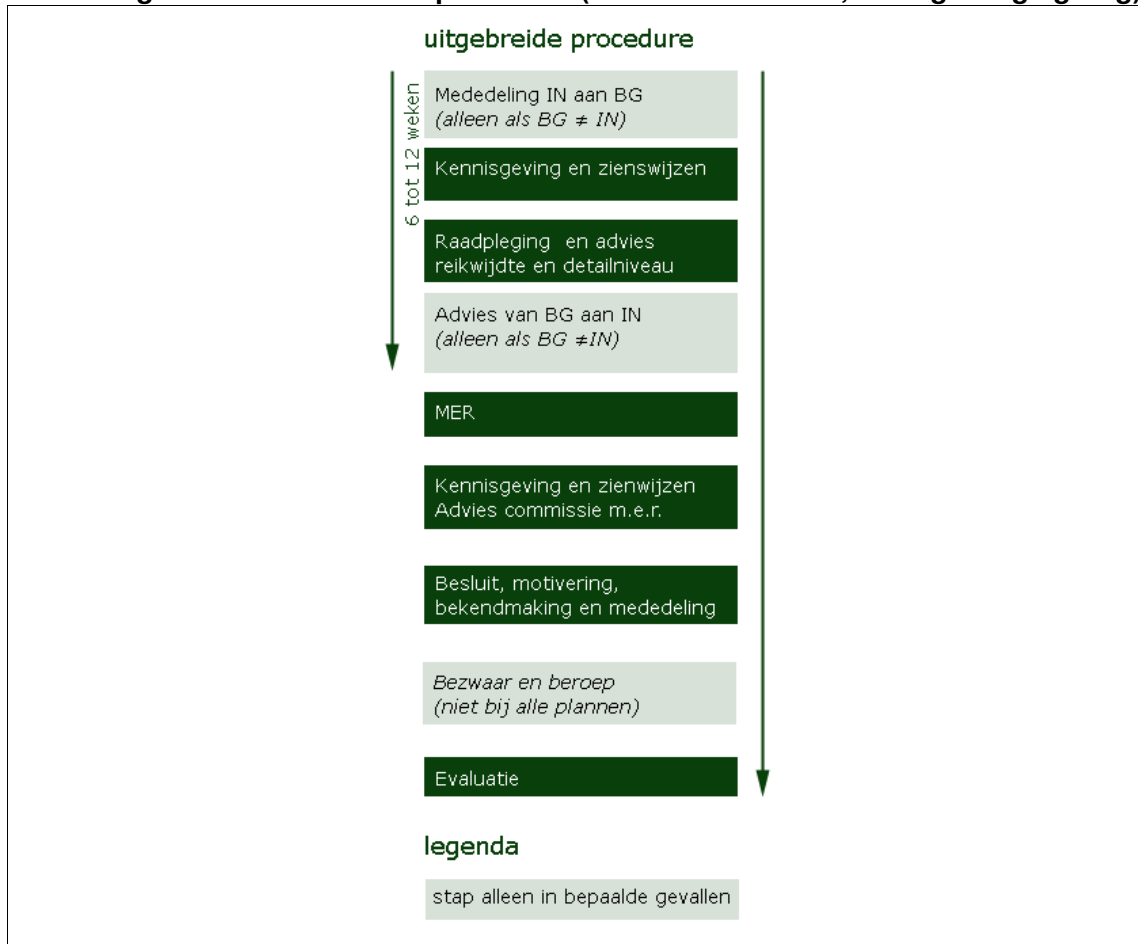 uitgebreide procedure
6 tot 12 weken
Mededeling IN aan BG
(alleen als BG ≠ IN)
Kennisgeving en zienswijzen
Raadpleging en advies
reikwijdte en detailniveau
Advies van BG aan IN
(alleen als BG ≠IN)
MER
Kennisgeving en zienwijzen
Advies commissie m.e.r.
Besluit, motivering,
bekendmaking en mededeling
Bezwaar en beroep
(niet bij alle plannen)
Evaluatie
legenda
stap alleen in bepaalde gevallen